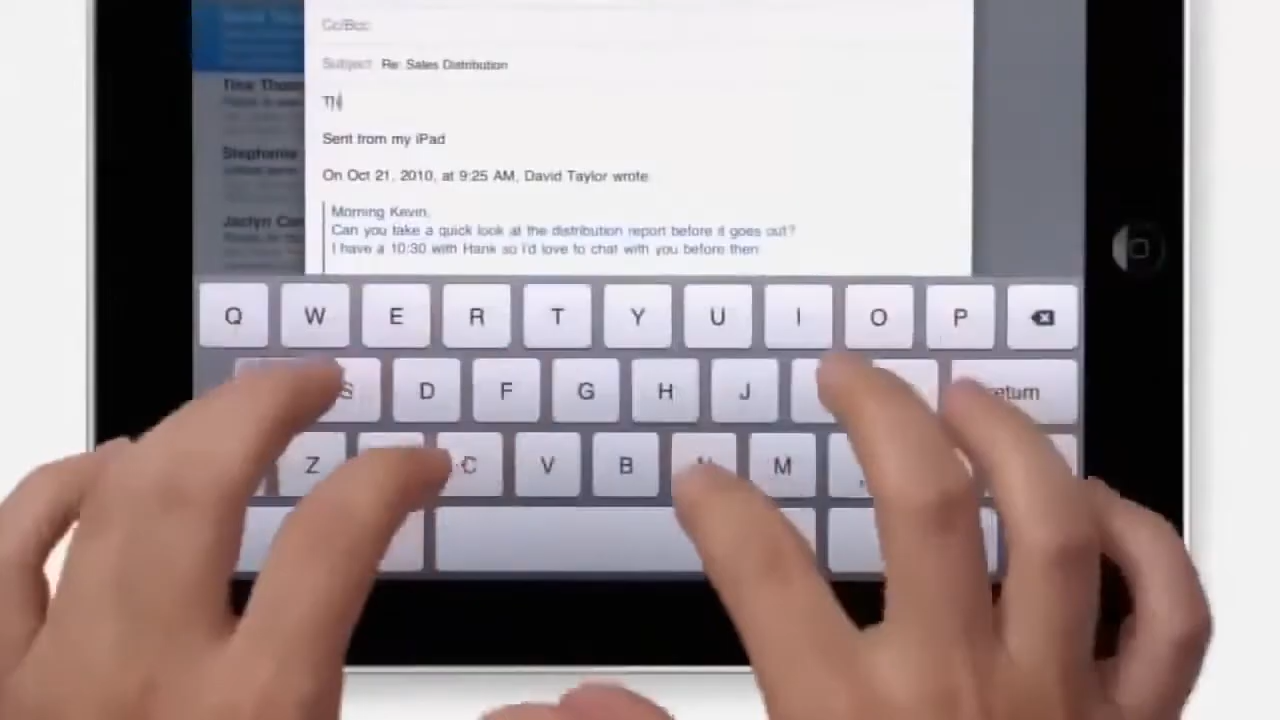 Cc/Bcc:
Subject: Re: Sales Distribution
Sent from my iPad
On Oct 21, 2010, at 9:25 AM, David Taylor wrote:
Morning Kevin,
Can you take a quick look at the distribution report before it goes out?
I have a 10:30 with Hank so I'd love to chat with you before then.
Stephanie
Q W E R T Y U I O P
S D F G H J return
Z C V B N M ,